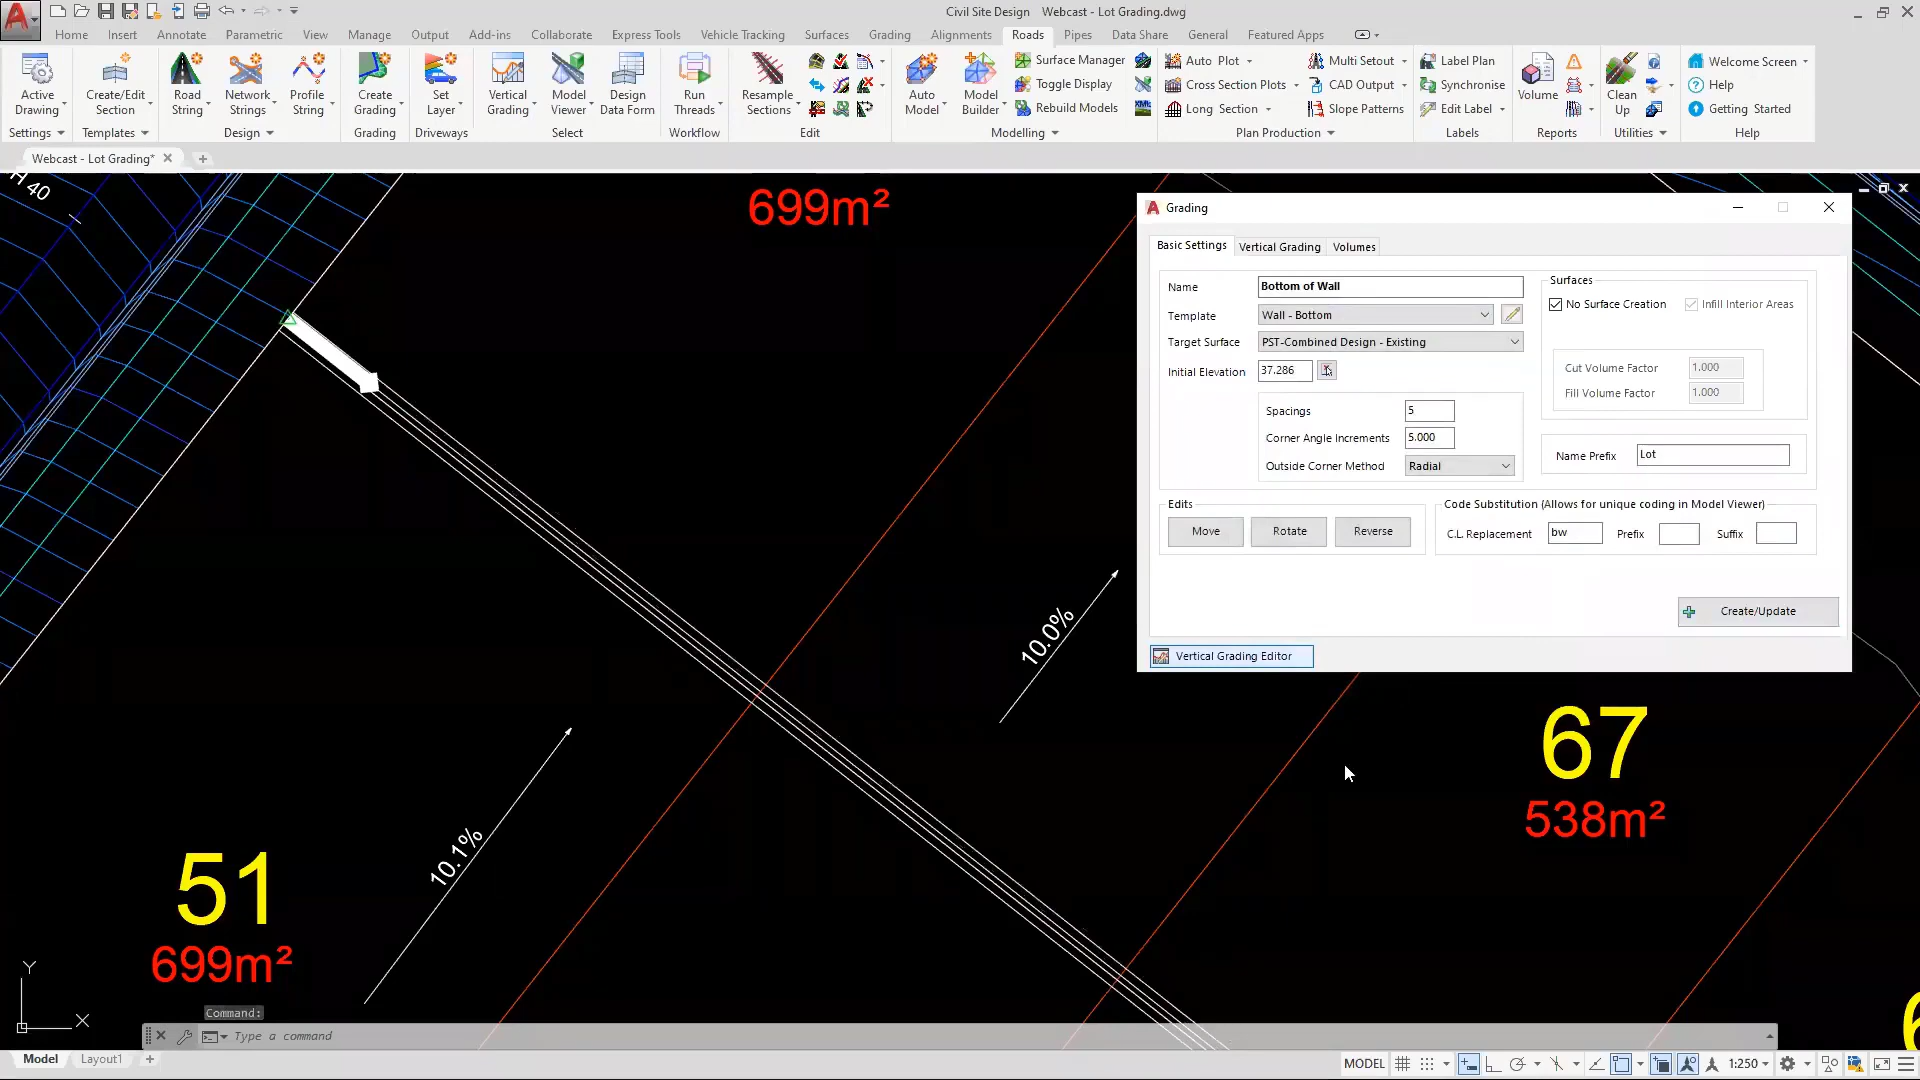 Civil Site Design Webcast - Lot Grading.dwg
Home Insert Annotate Parametric View Manage Output Add-ins Collaborate Express Tools Vehicle Tracking Surfaces Grading Alignments Roads Pipes Data Share General Featured Apps
Active Drawing
Settings
Create/Edit Section
Templates
Road String
Network Strings
Profile String
Design
Create Grading
Grading
Set Layer
Driveways
Vertical Grading
Model Viewer
Design Data Form
Select
Run Threads
Workflow
Resample Sections
Edit
Auto Model
Model Builder
Surface Manager
Toggle Display
Rebuild Models
XML
Modelling
Auto Plot
Cross Section Plots
Long Section
Multi Setout
CAD Output
Slope Patterns
Plan Production
Label Plan
Synchronise
Edit Label
Labels
Volume
Reports
Clean Up
Utilities
Welcome Screen
Help
Getting Started
Help
Webcast - Lot Grading*
H 40
699m²
Grading
Basic Settings Vertical Grading Volumes
Name Bottom of Wall
Template Wall - Bottom
Target Surface PST-Combined Design - Existing
Initial Elevation 37.286
Spacings 5
Corner Angle Increments 5.000
Outside Corner Method Radial
Surfaces
No Surface Creation Infill Interior Areas
Cut Volume Factor 1.000
Fill Volume Factor 1.000
Name Prefix Lot
Edits
Move Rotate Reverse
Code Substitution (Allows for unique coding in Model Viewer)
C.L. Replacement bw Prefix Suffix
Create/Update
Vertical Grading Editor
10.0%
67
538m²
10.1%
51
699m²
6
Y
X
Command:
Type a command
Model Layout1
MODEL 1:250